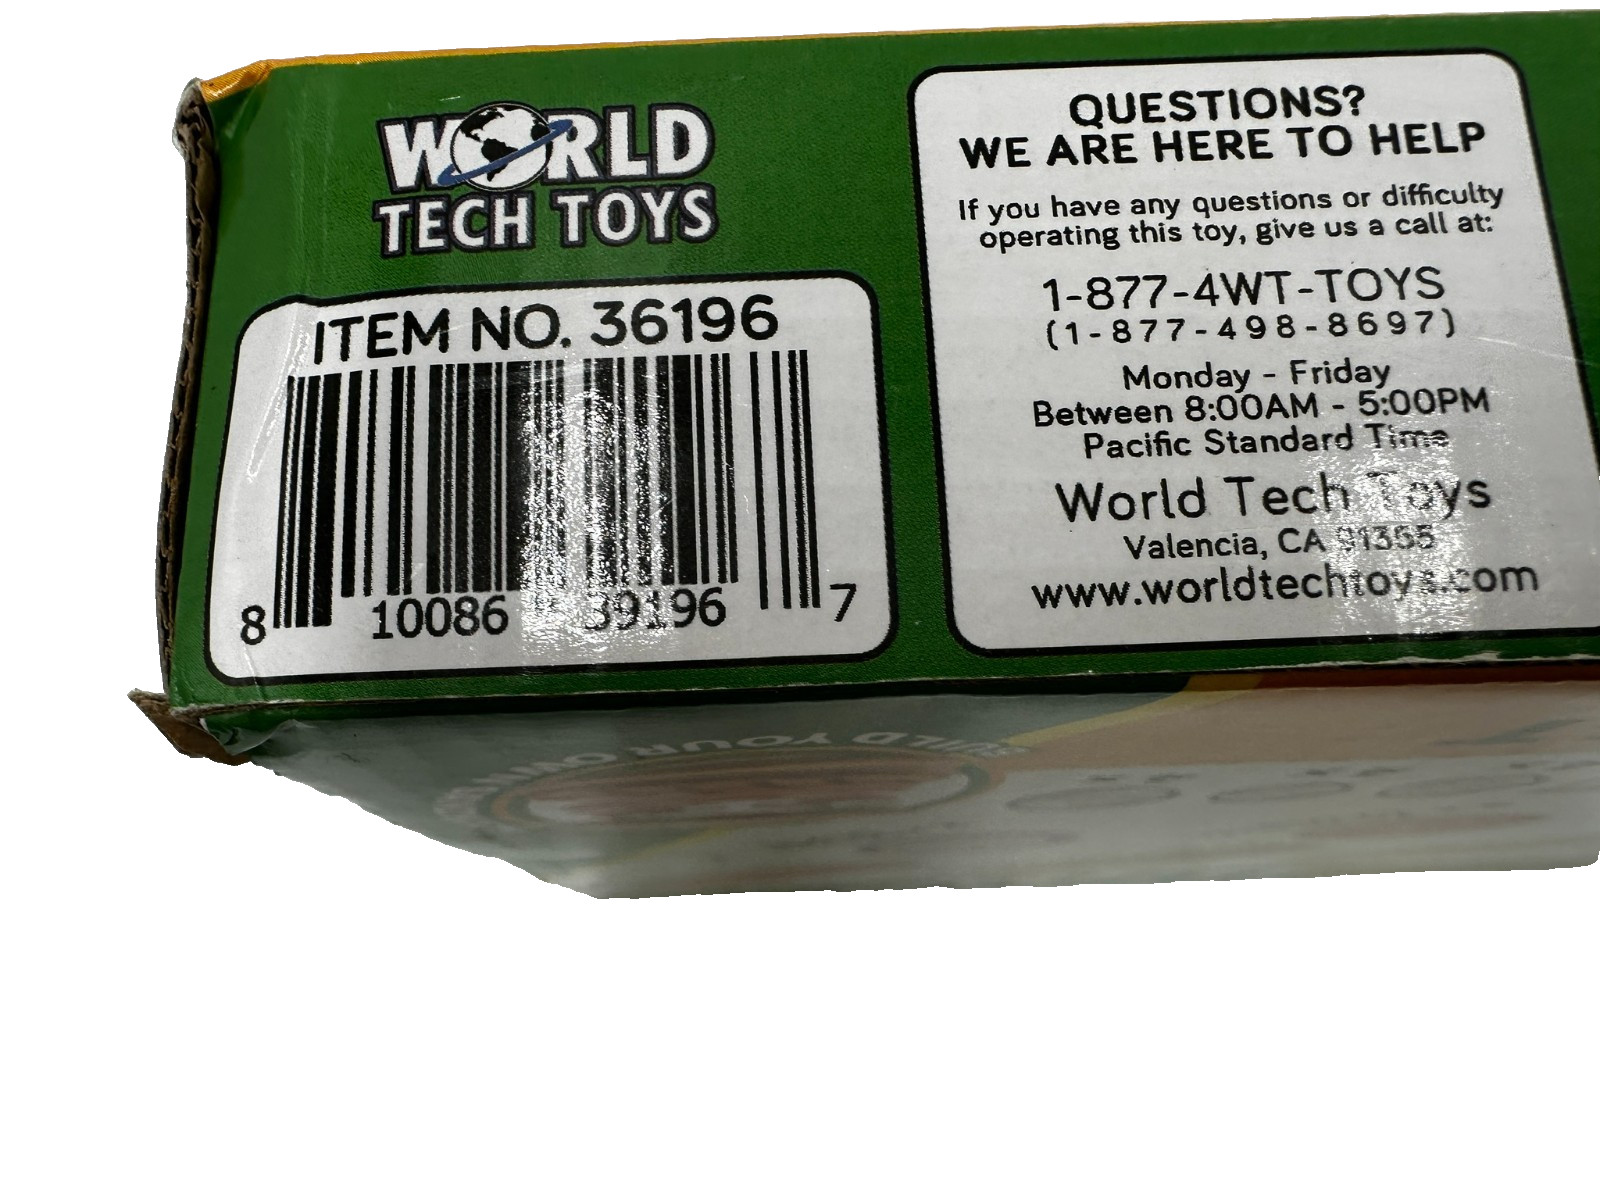 WORLD
TECH TOYS
ITEM NO. 36196
8 10086 39196 7
QUESTIONS?
WE ARE HERE TO HELP
If you have any questions or difficulty
operating this toy, give us a call at:
1-877-4WT-TOYS
(1-877-498-8697)
Monday - Friday
Between 8:00AM - 5:00PM
Pacific Standard Time
World Tech Toys
Valencia, CA 91355
www.worldtechtoys.com
BUILD YOUR OWN